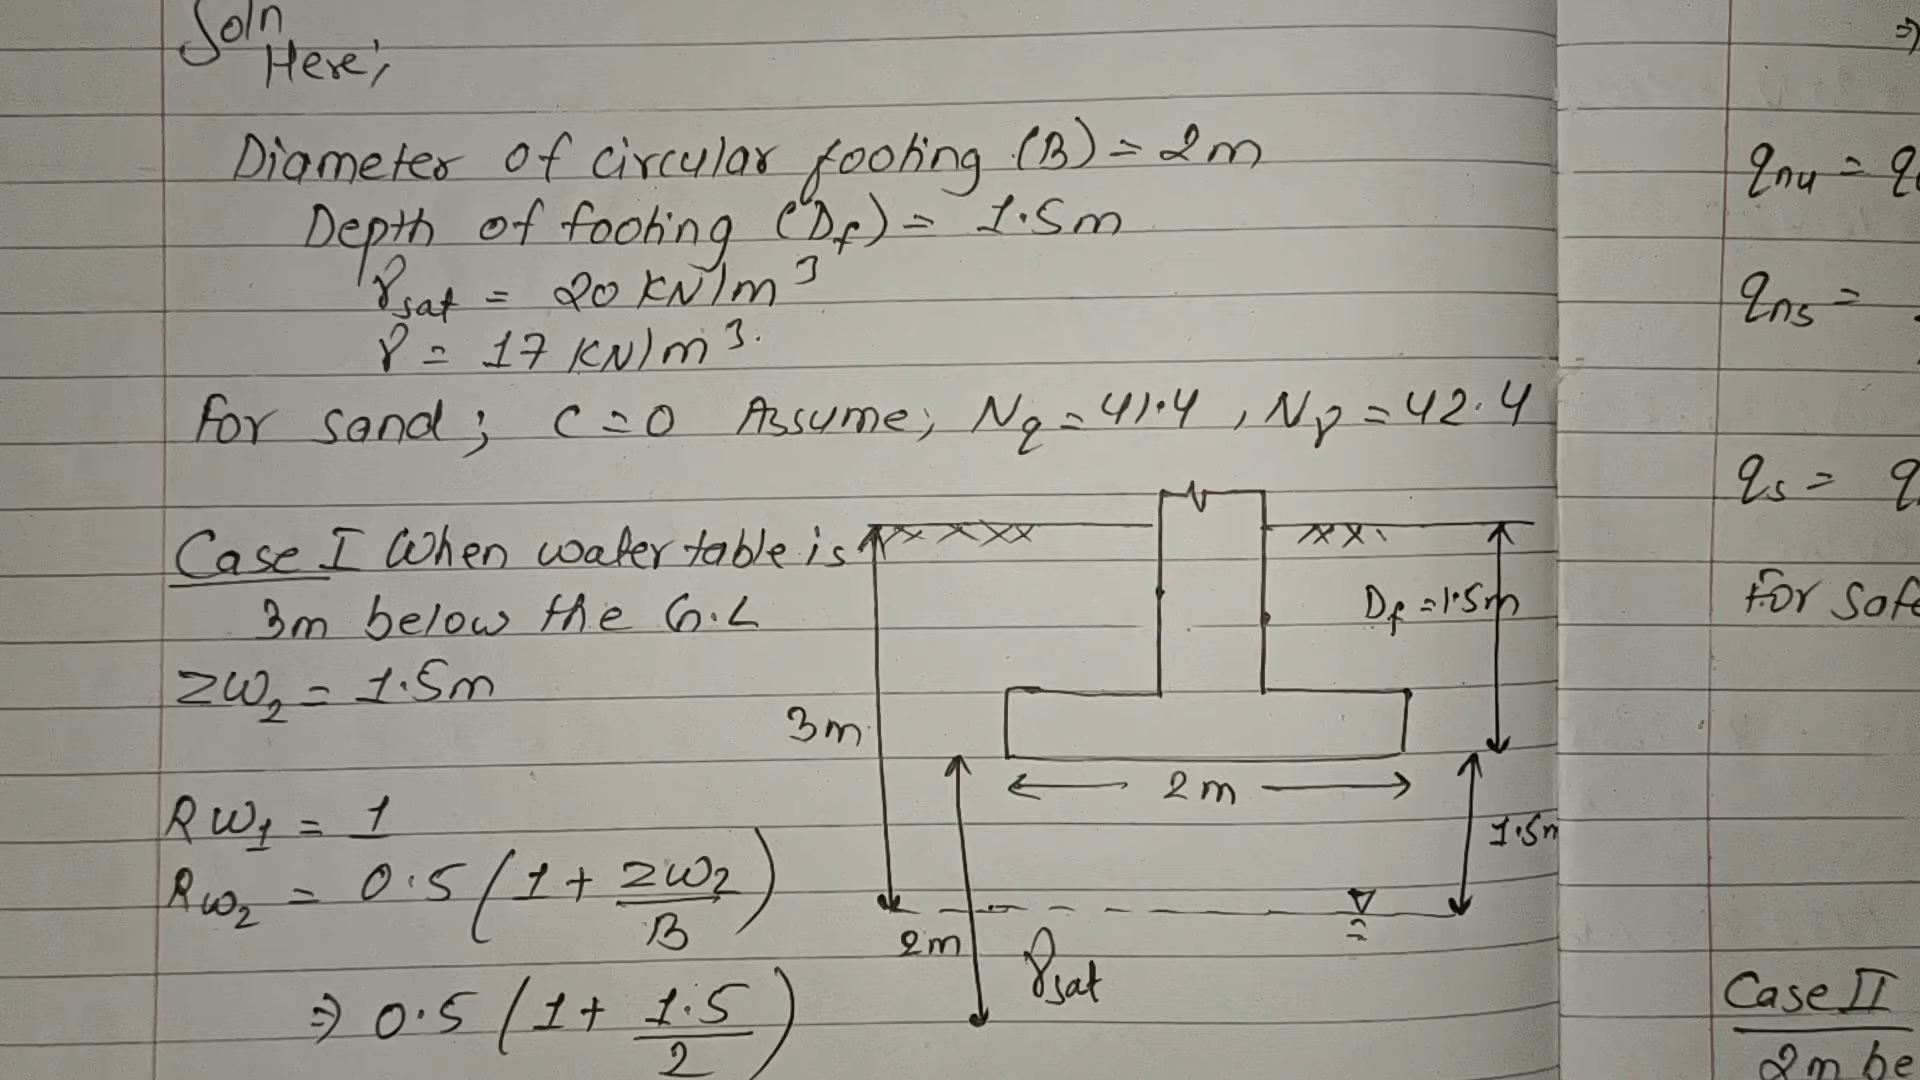 Soln
Here;
Diameter of circular footing (B) = 2m
Depth of footing (Df) = 1.5m
γsat = 20 KN/m³
γ = 17 KN/m³.
For sand; C=0 Assume; Nq = 41.4, Nγ = 42.4
Case I When water table is
3m below the G.L
ZW₂ = 1.5m
RW₁ = 1
Rw₂ = 0.5 (1 + ZW₂/B)
⇒ 0.5 (1 + 1.5/2)
Df = 1.5m
3m
2m
1.5m
2m
γsat
⇒
qnu = q
qns =
qs = q
For safe
Case II
2m be